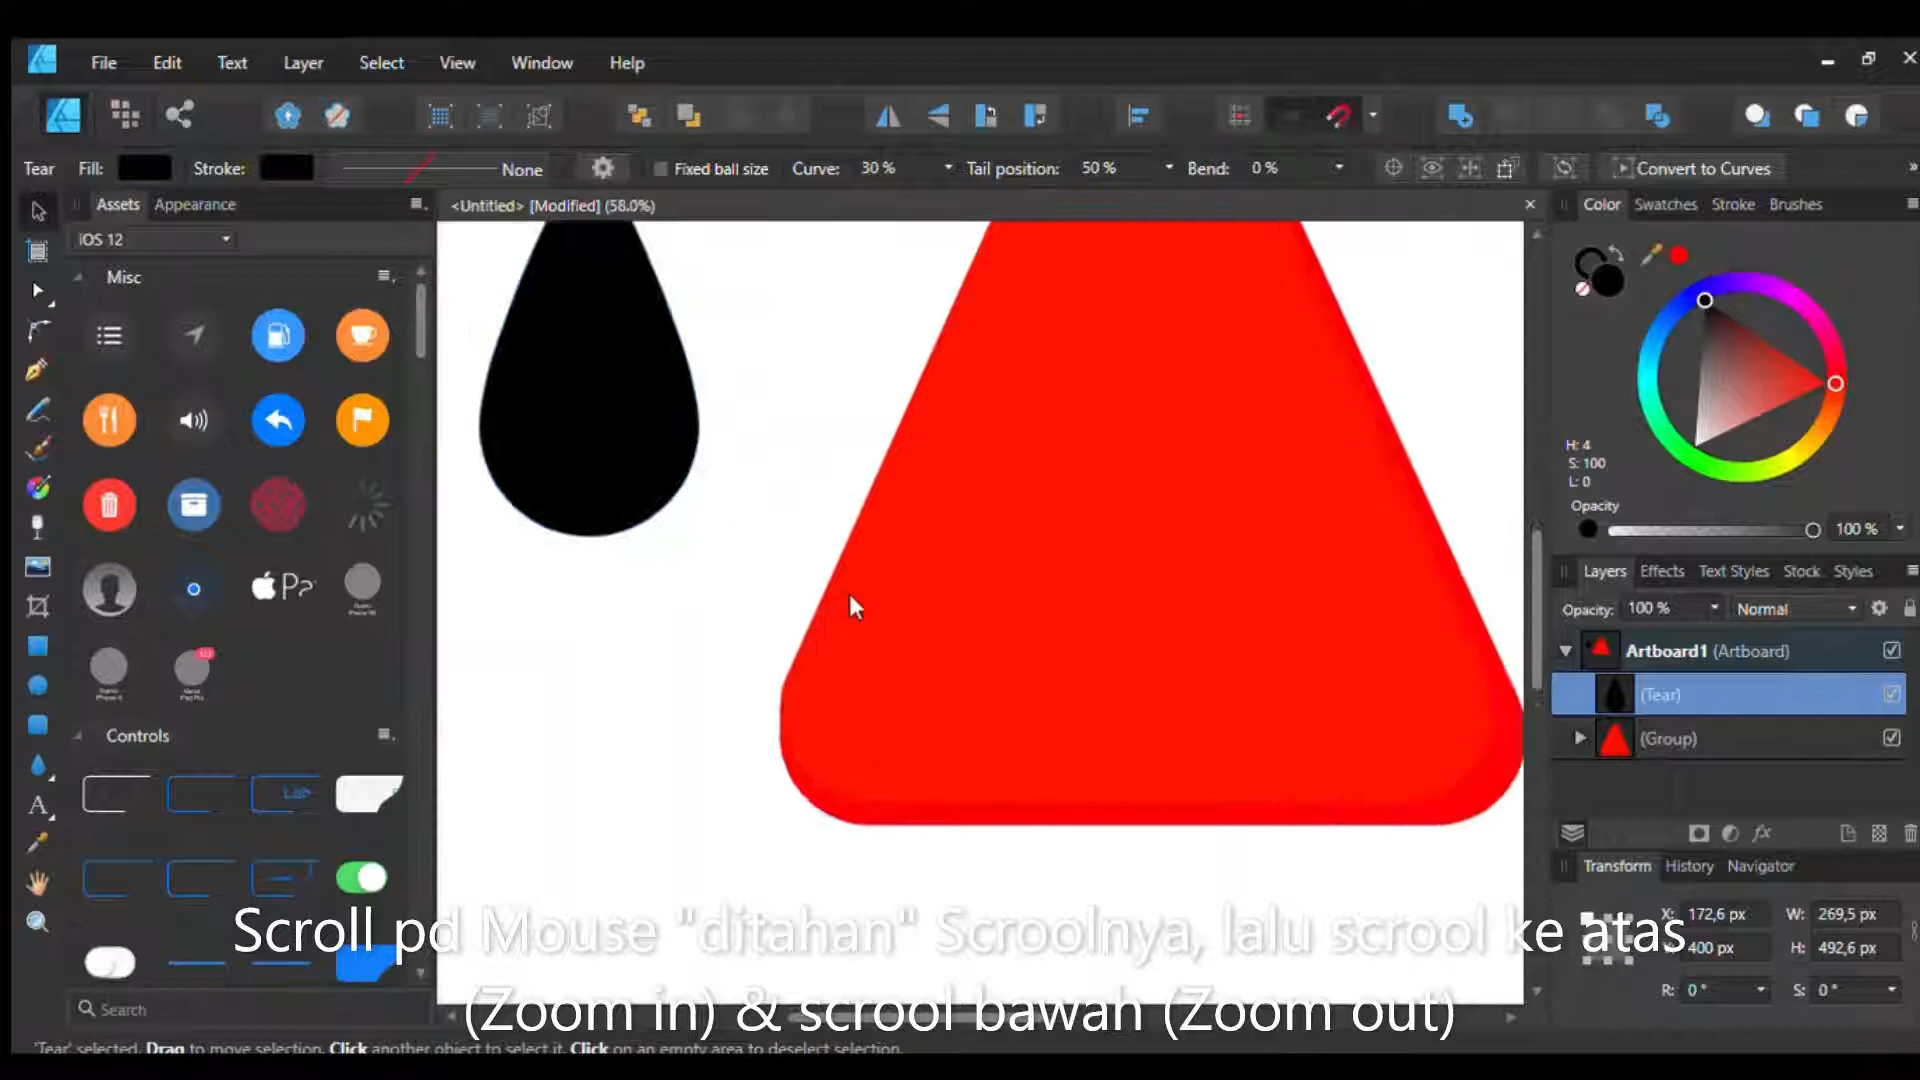 File Edit Text Layer Select View Window Help
Tear Fill: Stroke: None Fixed ball size Curve: 30 % Tail position: 50 % Bend: 0 % Convert to Curves
Assets Appearance
<Untitled> [Modified] (58.0%)
Color Swatches Stroke Brushes
iOS 12
Misc
H: 4
S: 100
L: 0
Opacity
100 %
Layers Effects Text Styles Stock Styles
Opacity: 100 % Normal
Artboard1 (Artboard)
(Tear)
(Group)
Controls
Transform History Navigator
X: 172,6 px W: 269,5 px
400 px H: 492,6 px
R: 0 ° S: 0 °
Search
Scroll pd Mouse "ditahan" Scroolnya, lalu scrool ke atas
(Zoom in) & scrool bawah (Zoom out)
'Tear' selected. Drag to move selection. Click another object to select it. Click on an empty area to deselect selection.